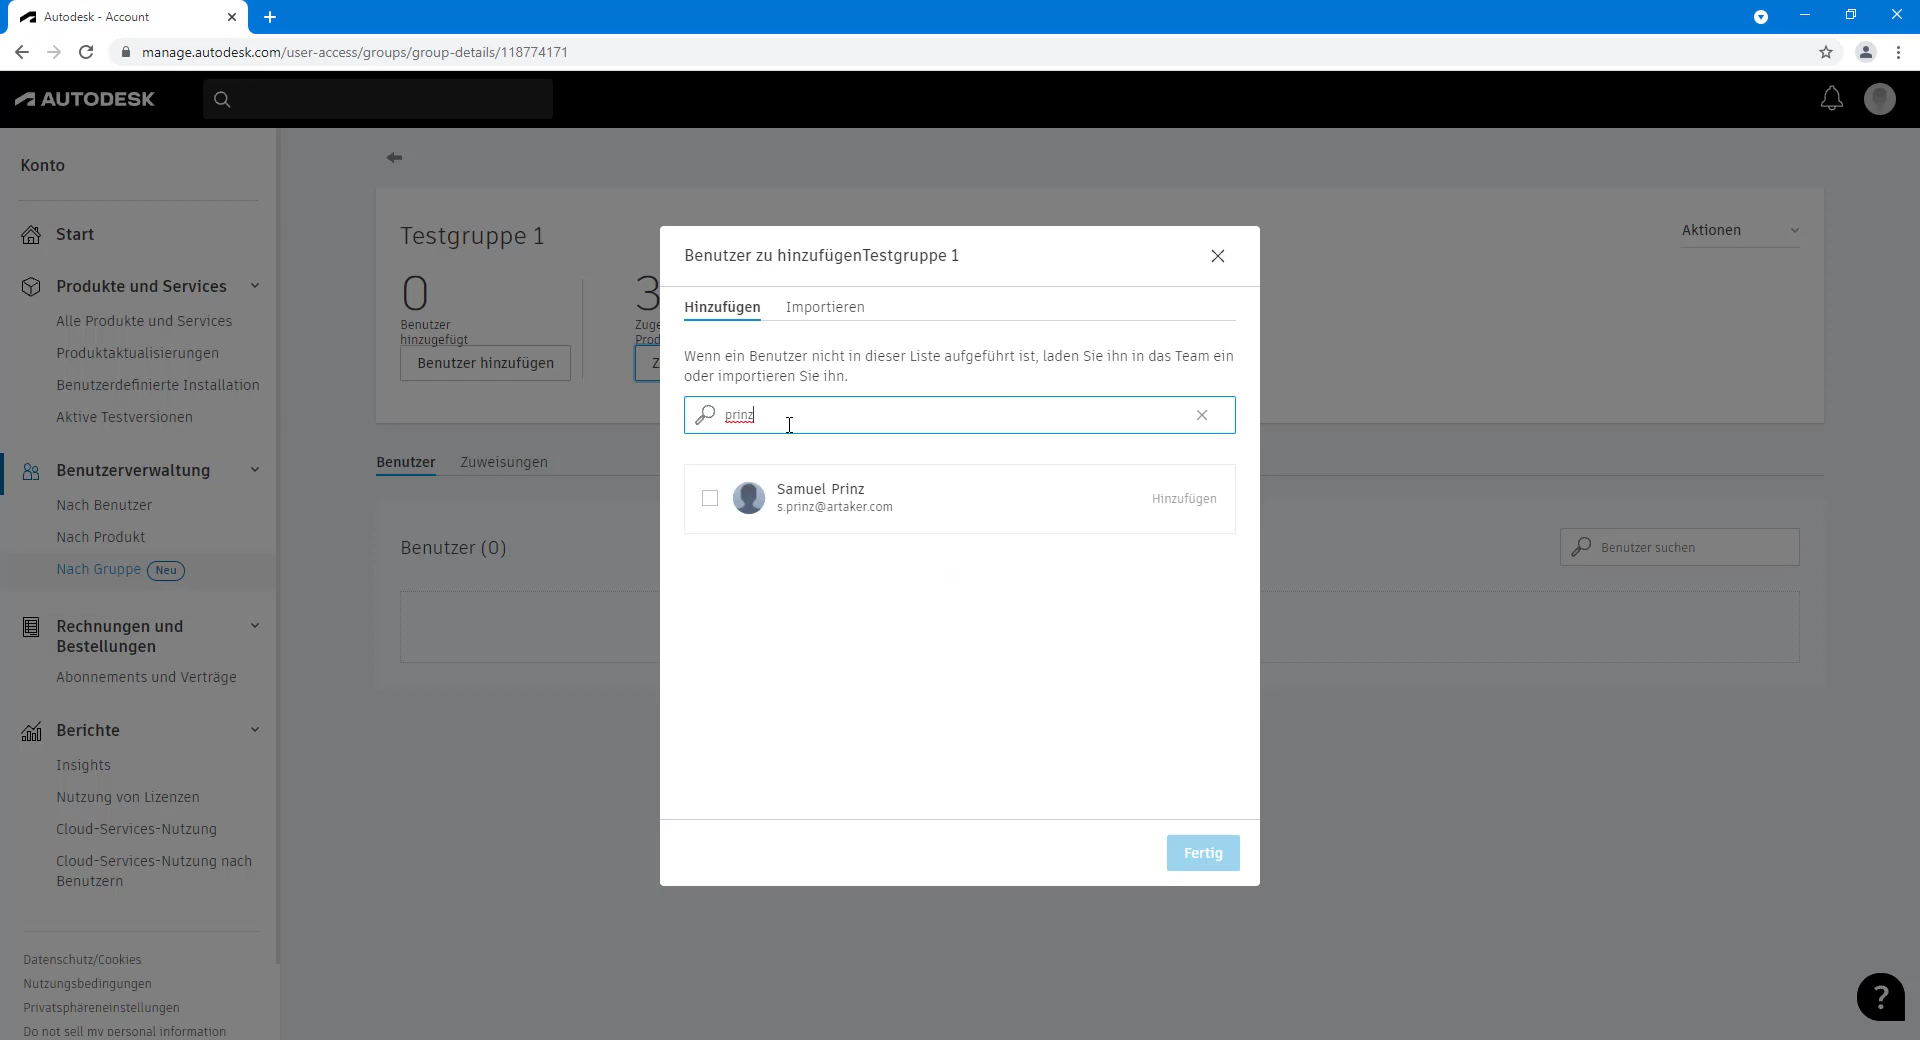 Autodesk - Account
manage.autodesk.com/user-access/groups/group-details/118774171
AUTODESK
Konto
Start
Produkte und Services
Alle Produkte und Services
Produktaktualisierungen
Benutzerdefinierte Installation
Aktive Testversionen
Benutzerverwaltung
Nach Benutzer
Nach Produkt
Nach Gruppe Neu
Rechnungen und
Bestellungen
Abonnements und Verträge
Berichte
Insights
Nutzung von Lizenzen
Cloud-Services-Nutzung
Cloud-Services-Nutzung nach
Benutzern
Datenschutz/Cookies
Nutzungsbedingungen
Privatsphäreneinstellungen
Do not sell my personal information
Testgruppe 1
Aktionen
0
Benutzer
hinzugefügt
Benutzer hinzufügen
3
Zuge
Prod
Z
Benutzer Zuweisungen
Benutzer (0)
Benutzer suchen
Benutzer zu hinzufügenTestgruppe 1
Hinzufügen Importieren
Wenn ein Benutzer nicht in dieser Liste aufgeführt ist, laden Sie ihn in das Team ein
oder importieren Sie ihn.
prinz
Samuel Prinz
s.prinz@artaker.com
Hinzufügen
Fertig
?